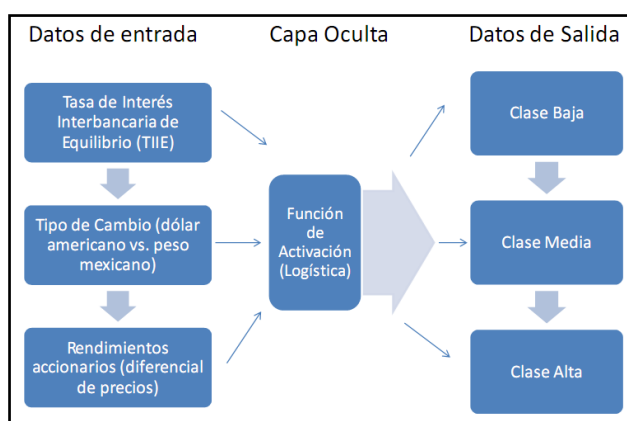 Datos de entrada
Capa Oculta
Datos de Salida
Tasa de Interés
Interbancaria de
Equilibrio (TIIE)
Tipo de Cambio (dólar
americano vs. peso
mexicano)
Rendimientos
accionarios (diferencial
de precios)
Función
de
Activación
(Logística)
Clase Baja
Clase Media
Clase Alta